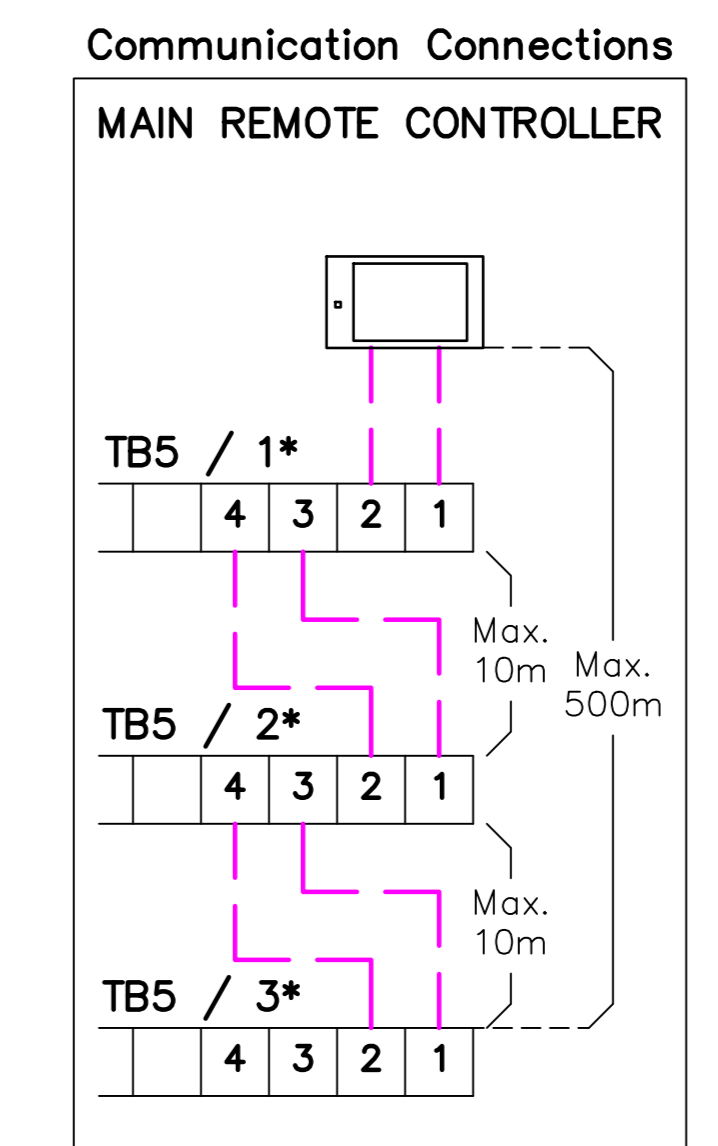 Communication Connections
MAIN REMOTE CONTROLLER
TB5 / 1*
4 3 2 1
Max.
10m
Max.
500m
TB5 / 2*
4 3 2 1
Max.
10m
TB5 / 3*
4 3 2 1